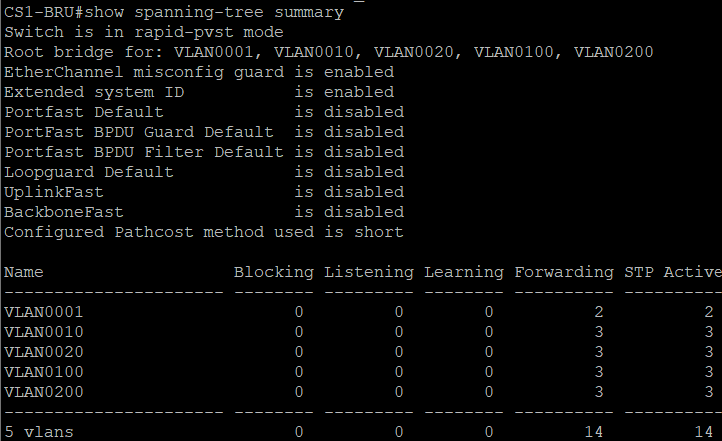 CS1-BRU#show spanning-tree summary
Switch is in rapid-pvst mode
Root bridge for: VLAN0001, VLAN0010, VLAN0020, VLAN0100, VLAN0200
EtherChannel misconfig guard is enabled
Extended system ID           is enabled
Portfast Default             is disabled
PortFast BPDU Guard Default  is disabled
Portfast BPDU Filter Default is disabled
Loopguard Default            is disabled
UplinkFast                   is disabled
BackboneFast                 is disabled
Configured Pathcost method used is short

Name                   Blocking Listening Learning Forwarding STP Active
---------------------- -------- --------- -------- ---------- ----------
VLAN0001                     0         0        0          2          2
VLAN0010                     0         0        0          3          3
VLAN0020                     0         0        0          3          3
VLAN0100                     0         0        0          3          3
VLAN0200                     0         0        0          3          3
---------------------- -------- --------- -------- ---------- ----------
5 vlans                      0         0        0         14         14